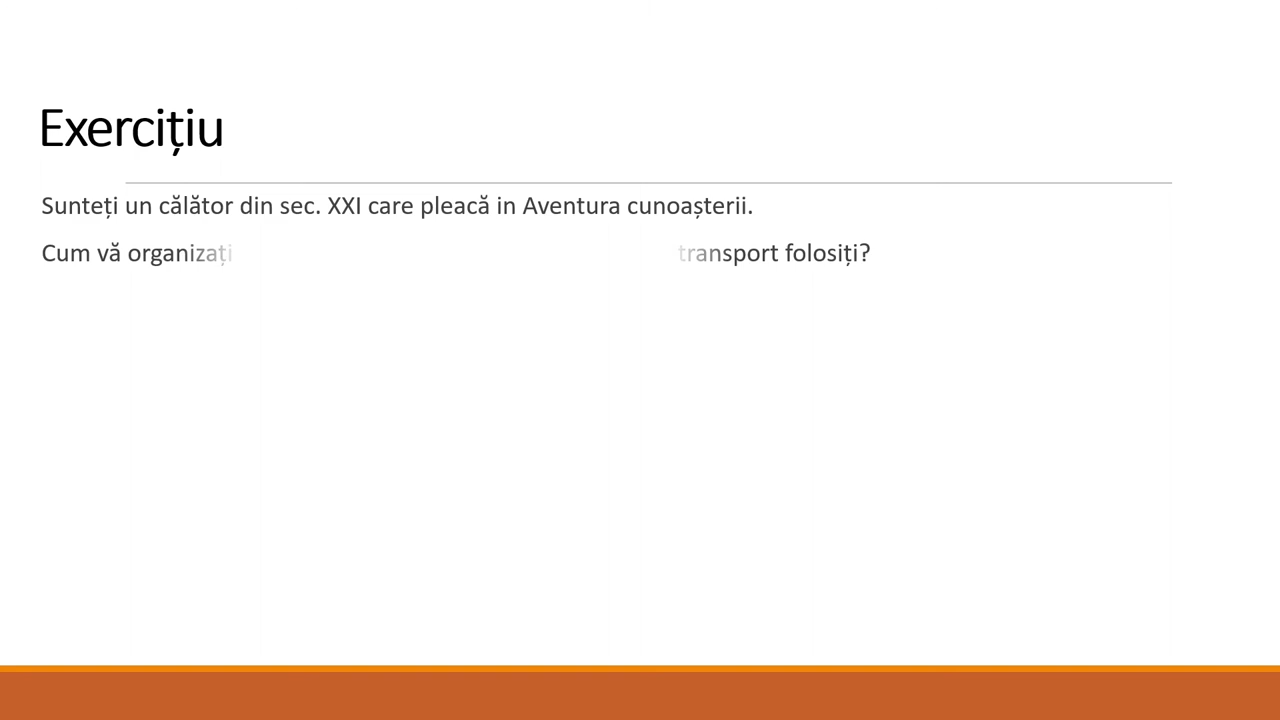 Exercițiu
Sunteți un călător din sec. XXI care pleacă in Aventura cunoașterii.
Cum vă organizați transport folosiți?